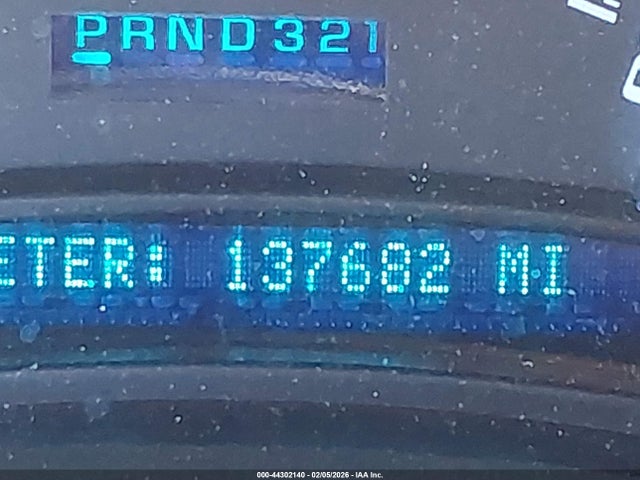 PRND321
ETER: 137682 MI
000-44302140 - 02/05/2026 - IAA Inc.